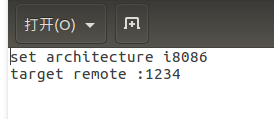 打开(O)
set architecture i8086
target remote :1234